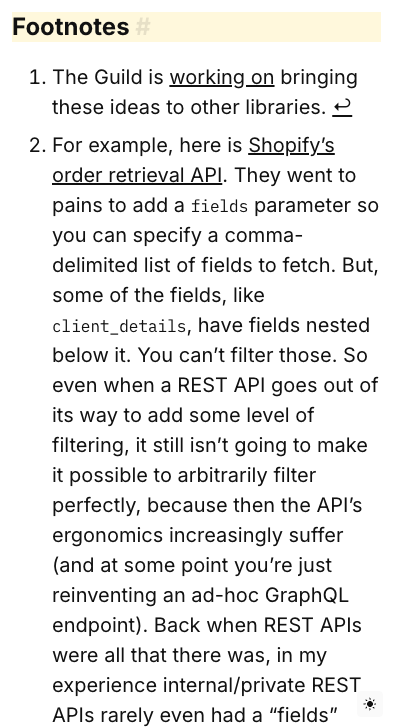 Footnotes #
1. The Guild is working on bringing
these ideas to other libraries. ↩
2. For example, here is Shopify’s
order retrieval API. They went to
pains to add a fields parameter so
you can specify a comma-
delimited list of fields to fetch. But,
some of the fields, like
client_details, have fields nested
below it. You can’t filter those. So
even when a REST API goes out of
its way to add some level of
filtering, it still isn’t going to make
it possible to arbitrarily filter
perfectly, because then the API’s
ergonomics increasingly suffer
(and at some point you’re just
reinventing an ad-hoc GraphQL
endpoint). Back when REST APIs
were all that there was, in my
experience internal/private REST
APIs rarely even had a “fields”